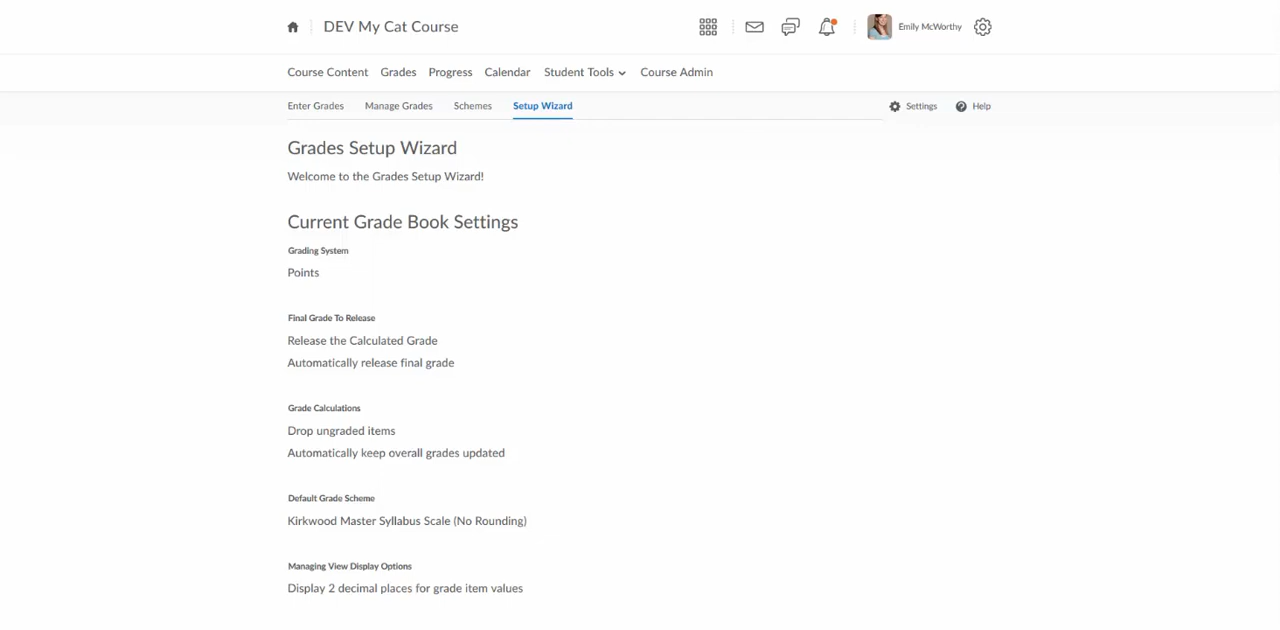 DEV My Cat Course
Emily McWorthy
Course Content Grades Progress Calendar Student Tools Course Admin
Enter Grades Manage Grades Schemes Setup Wizard Settings Help
Grades Setup Wizard
Welcome to the Grades Setup Wizard!
Current Grade Book Settings
Grading System
Points
Final Grade To Release
Release the Calculated Grade
Automatically release final grade
Grade Calculations
Drop ungraded items
Automatically keep overall grades updated
Default Grade Scheme
Kirkwood Master Syllabus Scale (No Rounding)
Managing View Display Options
Display 2 decimal places for grade item values